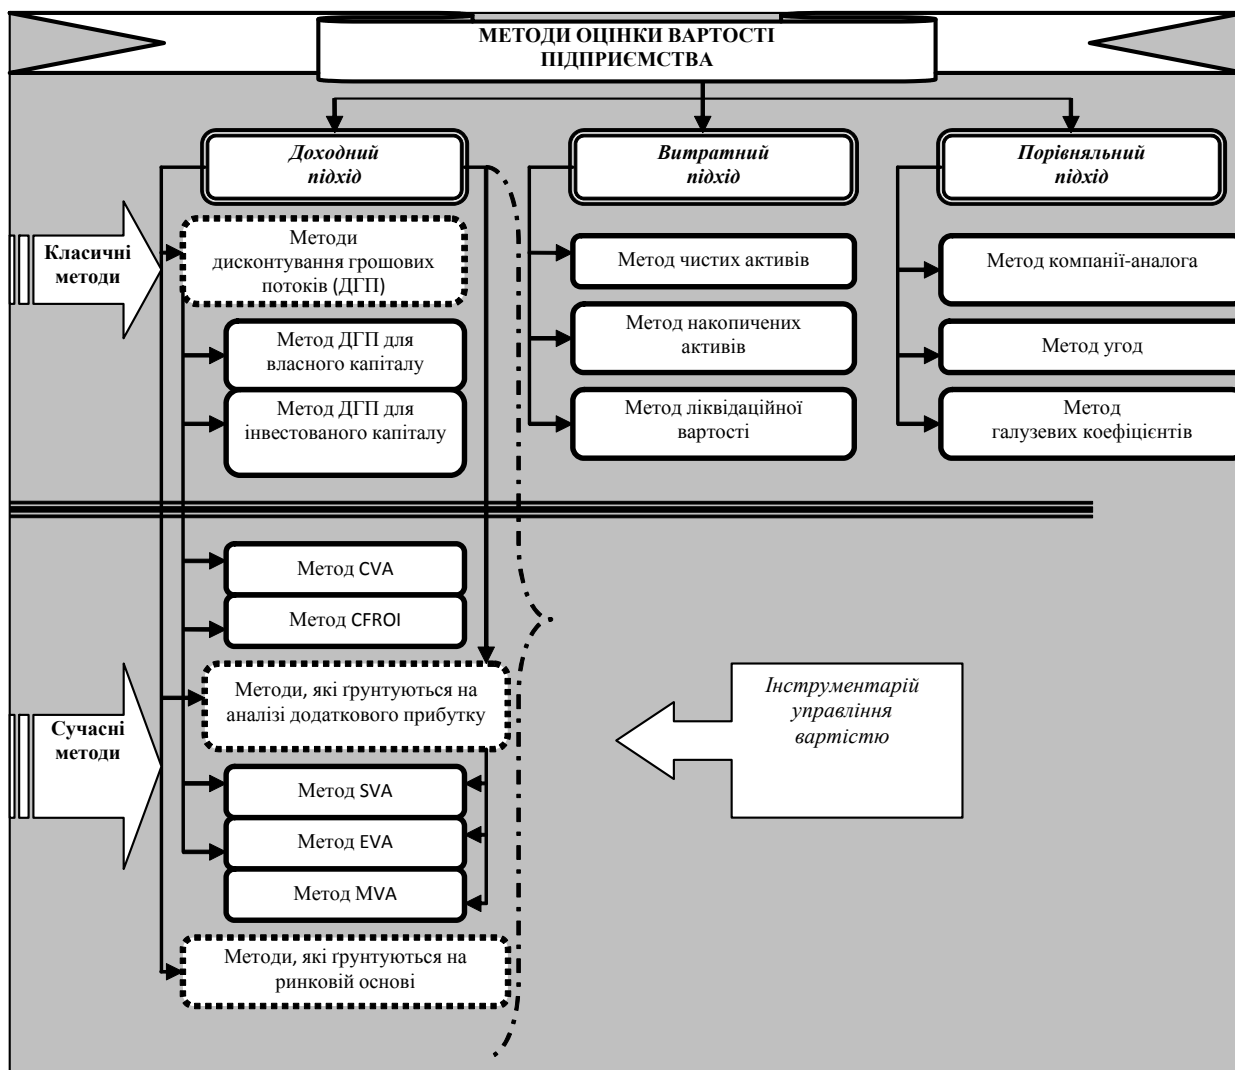 МЕТОДИ ОЦІНКИ ВАРТОСТІ
ПІДПРИЄМСТВА
Доходний
підхід
Витратний
підхід
Порівняльний
підхід
Класичні
методи
Методи
дисконтування грошових
потоків (ДГП)
Метод ДГП для
власного капіталу
Метод ДГП для
інвестованого капіталу
Метод чистих активів
Метод накопичених
активів
Метод ліквідаційної
вартості
Метод компанії-аналога
Метод угод
Метод
галузевих коефіцієнтів
Метод CVA
Метод CFROI
Сучасні
методи
Методи, які ґрунтуються на
аналізі додаткового прибутку
Метод SVA
Метод EVA
Метод MVA
Методи, які ґрунтуються на
ринковій основі
Інструментарій
управління
вартістю